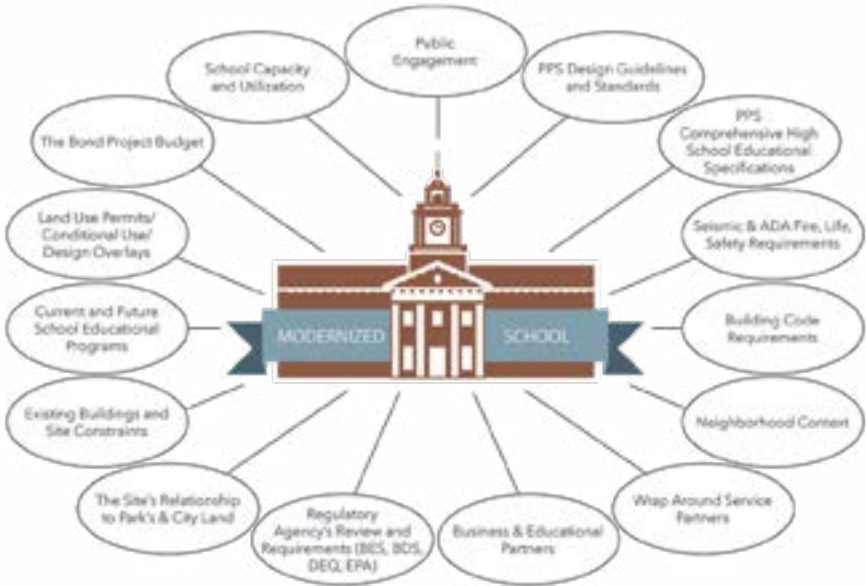 Public
Engagement
School Capacity
and Utilization
PPS Design Guidelines
and Standards
The Bond Project Budget
PPS
Comprehensive High
School Educational
Specifications
Land Use Permits/
Conditional Use/
Design Overlays
Seismic & ADA Fire, Life,
Safety Requirements
Current and Future
School Educational
Programs
MODERNIZED SCHOOL
Building Code
Requirements
Existing Buildings and
Site Constraints
Neighborhood Context
The Site's Relationship
to Park's & City Land
Regulatory
Agency's Review and
Requirements (BES, BDS,
DEQ, EPA)
Business & Educational
Partners
Wrap Around Service
Partners